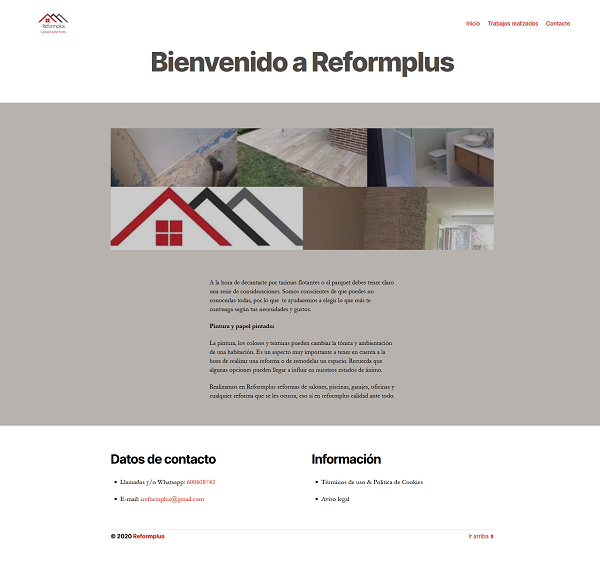 Reformplus
Calidad ante todo
Inicio
Trabajos realizados
Contacto
Bienvenido a Reformplus
A la hora de decantarte por tarimas flotantes o el parquet debes tener claro
una serie de consideraciones. Somos conscientes de que puedes no
conocerlas todas, por lo que te ayudaremos a elegir lo que más te
convenga según tus necesidades y gustos.
Pintura y papel pintado:
La pintura, los colores y texturas pueden cambiar la tónica y ambientación
de una habitación. Es un aspecto muy importante a tener en cuenta a la
hora de realizar una reforma o de remodelar un espacio. Recuerda que
algunas opciones pueden llegar a influir en nuestros estados de ánimo.
Realizamos en Reformplus reformas de salones, piscinas, garajes, oficinas y
cualquier reforma que se les ocurra, eso si en reformplus calidad ante todo.
Datos de contacto
Llamadas y/o Whatsapp: 600608742
E-mail: ireformplus@gmail.com
Información
Términos de uso & Política de Cookies
Aviso legal
© 2020 Reformplus
Ir arriba ⬆